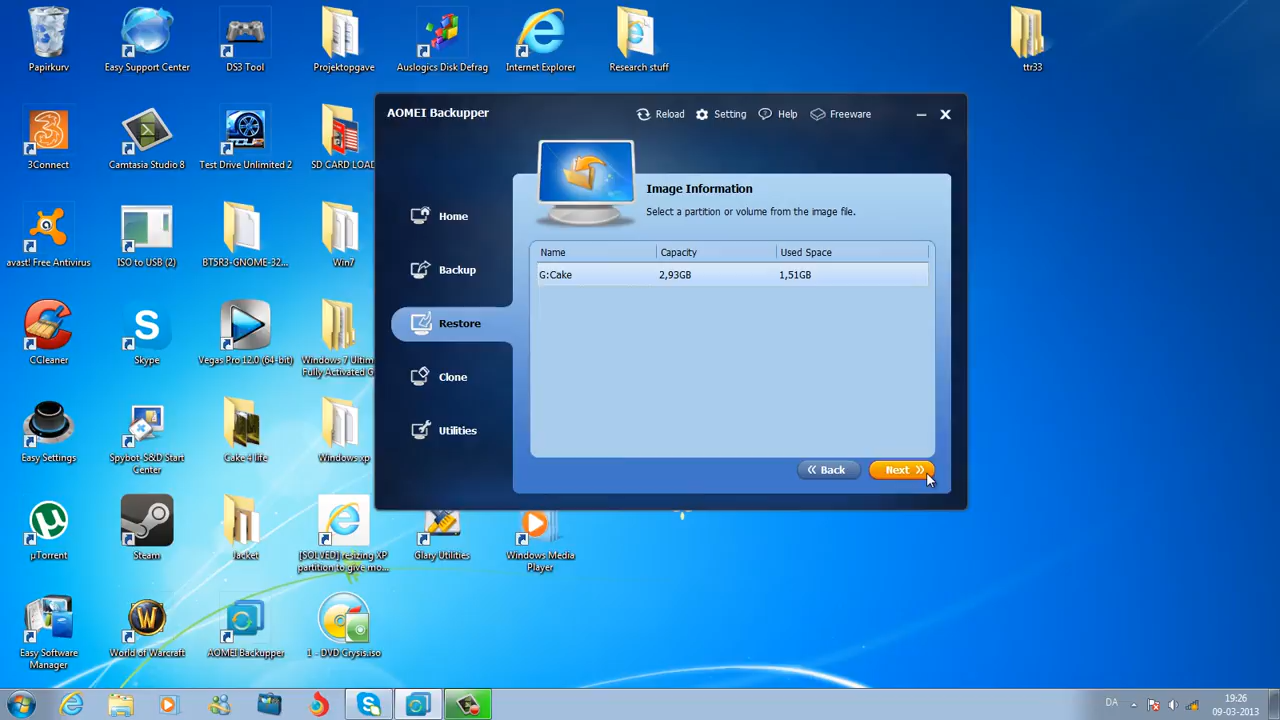 Papirkurv
Easy Support Center
DS3 Tool
Projektopgave
Auslogics Disk Defrag
Internet Explorer
Research stuff
ttr33
3Connect
Camtasia Studio 8
Test Drive Unlimited 2
SD CARD LOAD
avast! Free Antivirus
ISO to USB (2)
BT5R3-GNOME-32...
Win7
CCleaner
Skype
Vegas Pro 12.0 (64-bit)
Windows 7 Ultim
Fully Activated G
Easy Settings
Spybot-S&D Start
Center
Cake 4 life
Windows xp
µTorrent
Steam
Jacket
[SOLVED] resizing XP
partition to give mo...
Glary Utilities
Windows Media
Player
Easy Software
Manager
World of Warcraft
AOMEI Backupper
1 - DVD Crysis.iso
AOMEI Backupper
Reload
Setting
Help
Freeware
Home
Backup
Restore
Clone
Utilities
Image Information
Select a partition or volume from the image file.
Name Capacity Used Space
G:Cake 2,93GB 1,51GB
Back
Next
DA
19:26
09-03-2013